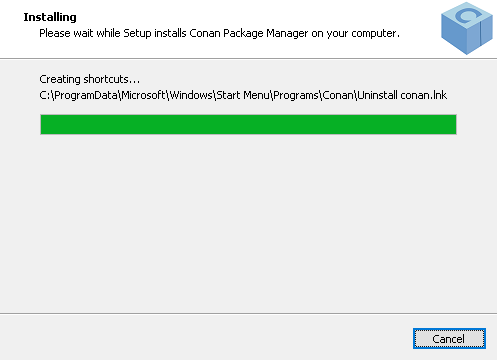 Installing
Please wait while Setup installs Conan Package Manager on your computer.
Creating shortcuts...
C:\ProgramData\Microsoft\Windows\Start Menu\Programs\Conan\Uninstall conan.lnk
Cancel